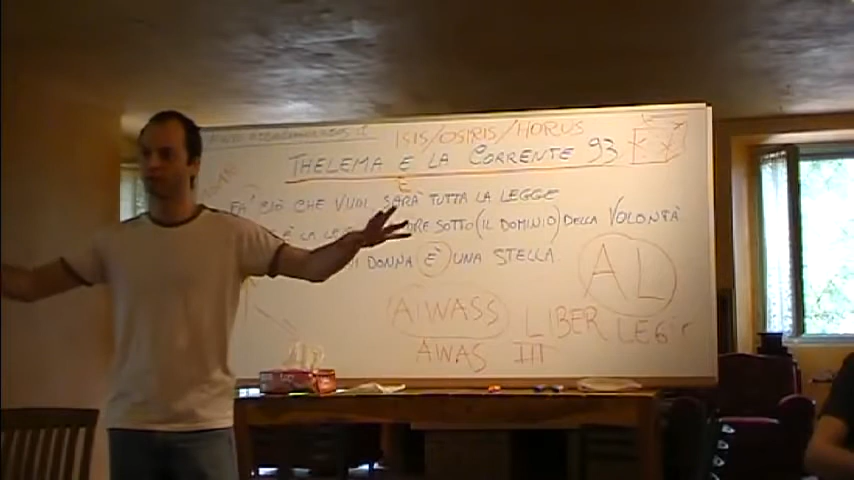 ISIS/OSIRIS/HORUS
THELEMA E LA CORRENTE 93
E
FA' CIÒ CHE VUOI SARÀ TUTTA LA LEGGE
È LA SOTTO (IL DOMINIO) DELLA VOLONTÀ
DONNA È UNA STELLA
AL
AIWASS LIBER LEGIS
AWAS III